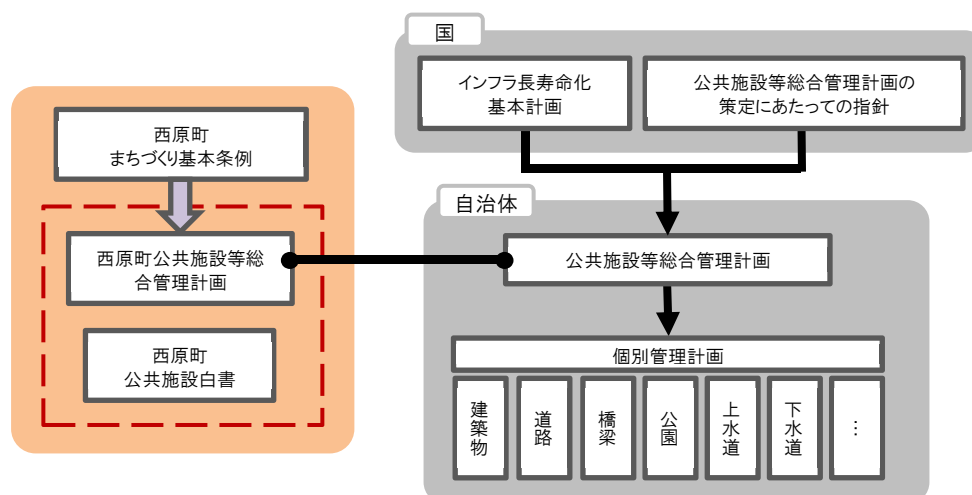 国
インフラ長寿命化
基本計画
公共施設等総合管理計画の
策定にあたっての指針
西原町
まちづくり基本条例
西原町公共施設等総
合管理計画
西原町
公共施設白書
自治体
公共施設等総合管理計画
個別管理計画
建築物
道路
橋梁
公園
上水道
下水道
…